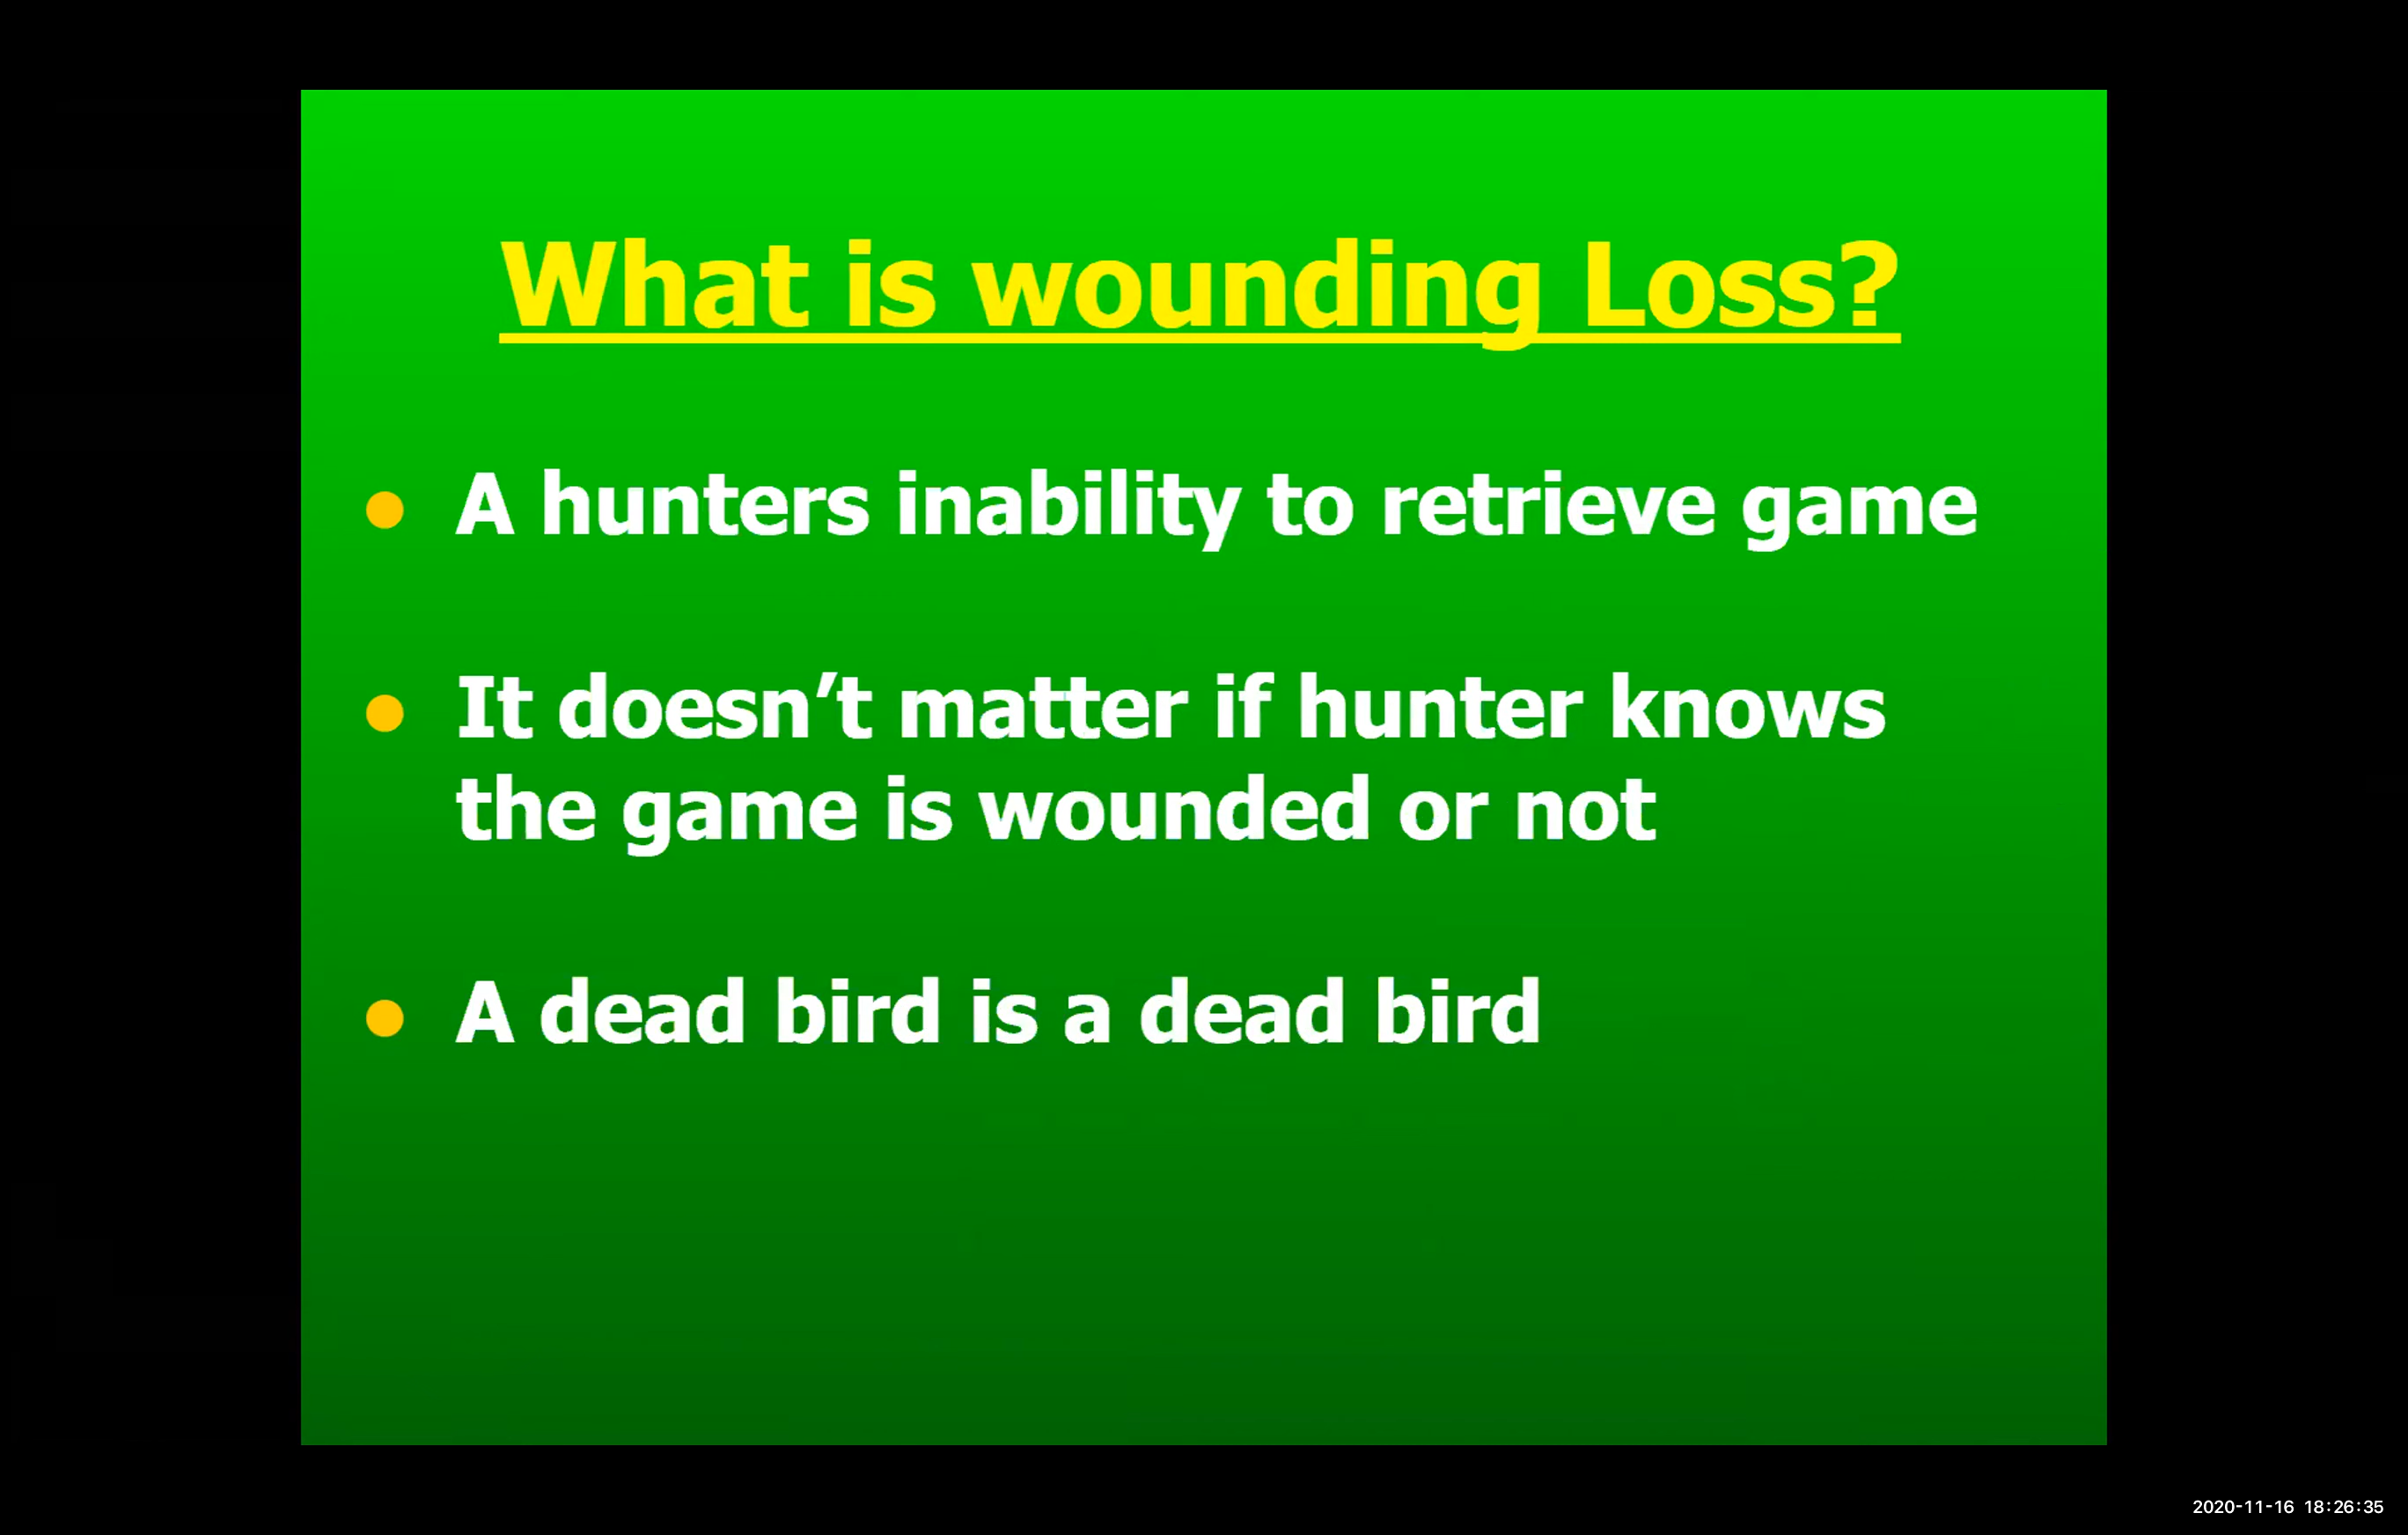 What is wounding Loss?
A hunters inability to retrieve game
It doesn’t matter if hunter knows
the game is wounded or not
A dead bird is a dead bird
2020-11-16 18:26:35